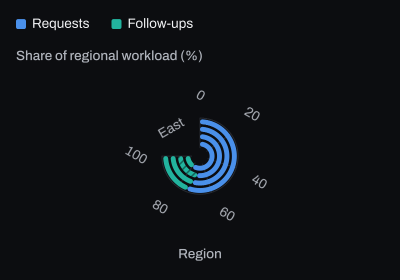 Requests
Follow-ups
Share of regional workload (%)
0
20
East
100
40
80
60
Region